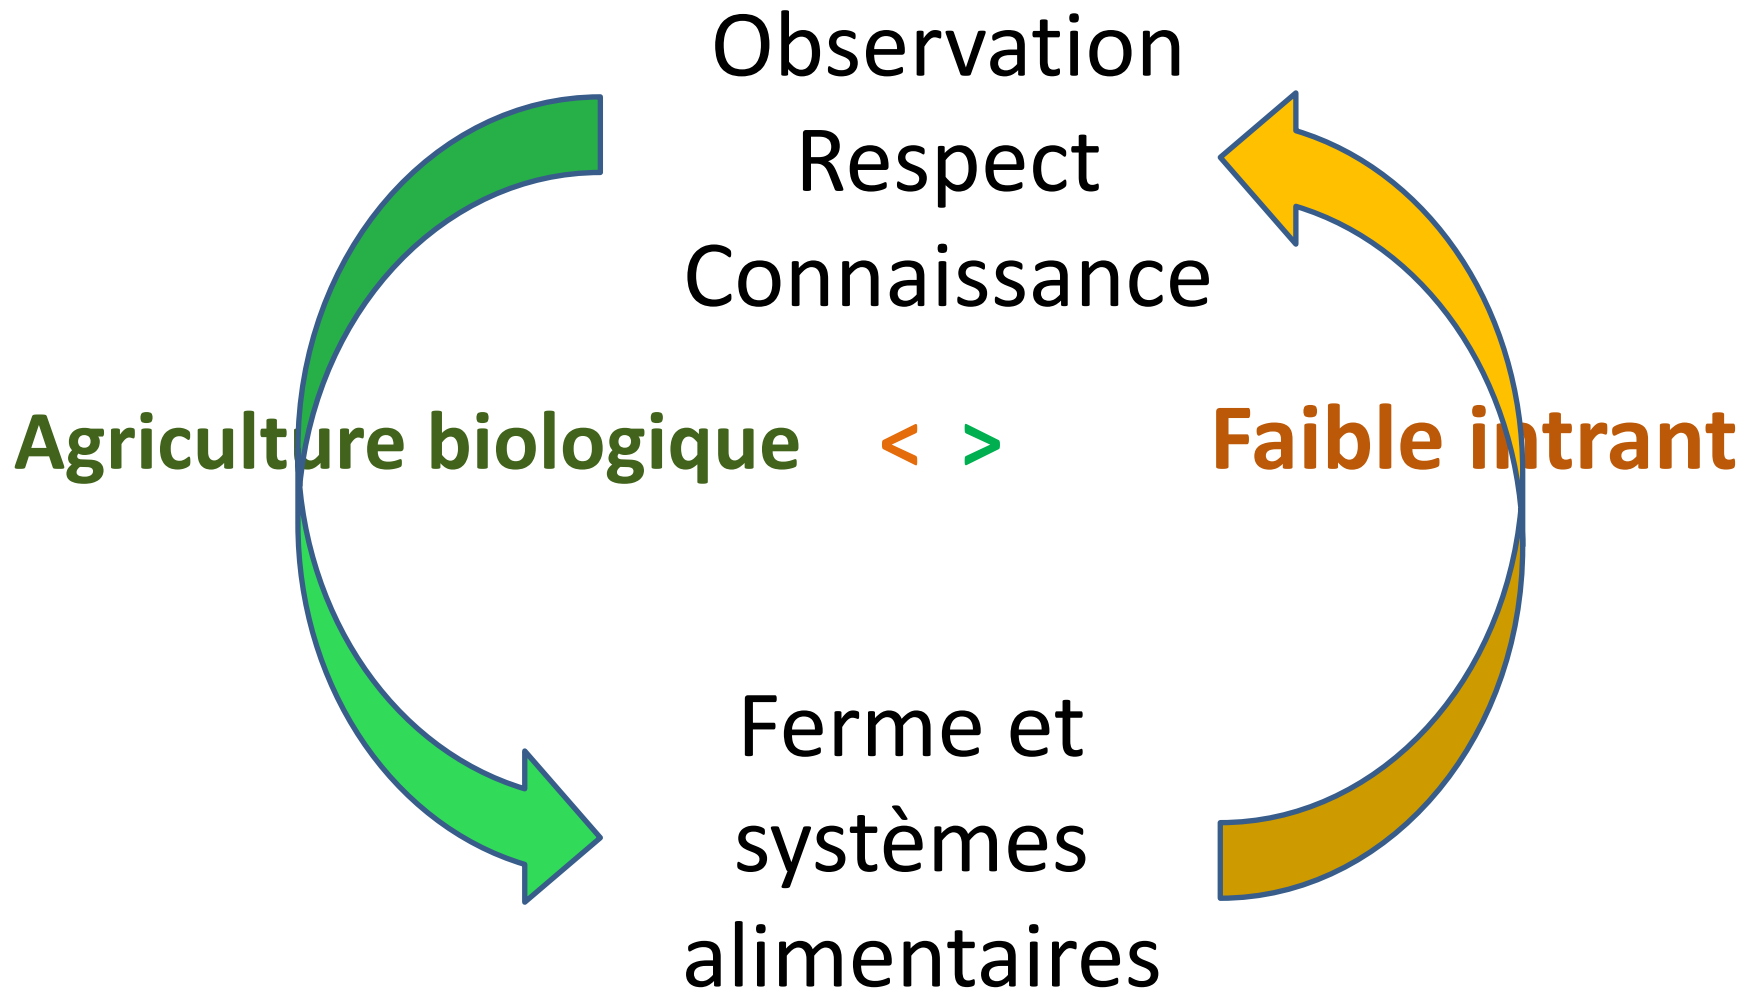 Observation
Respect
Connaissance
Agriculture biologique < > Faible intrant
Ferme et
systèmes
alimentaires